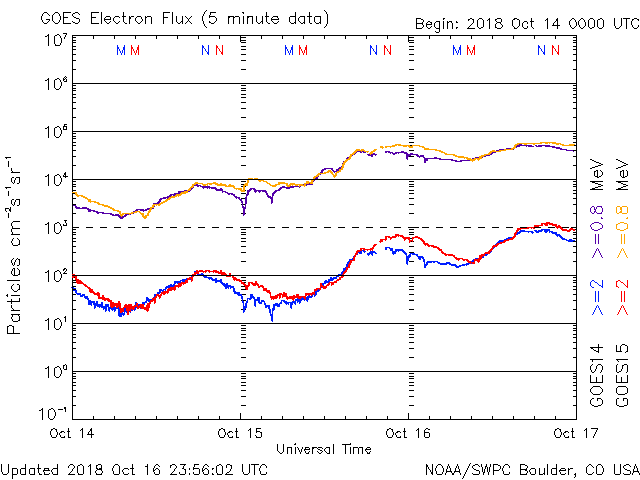 GOES Electron Flux (5 minute data)
Begin: 2018 Oct 14 0000 UTC
M M N N M M N N M M N N
10⁷
10⁶
10⁵
10⁴
10³
10²
10¹
10⁰
10⁻¹
Particles cm⁻²s⁻¹sr⁻¹
Oct 14 Oct 15 Oct 16 Oct 17
Universal Time
GOES14 >=2 >=0.8 MeV
GOES15 >=2 >=0.8 MeV
Updated 2018 Oct 16 23:56:02 UTC
NOAA/SWPC Boulder, CO USA